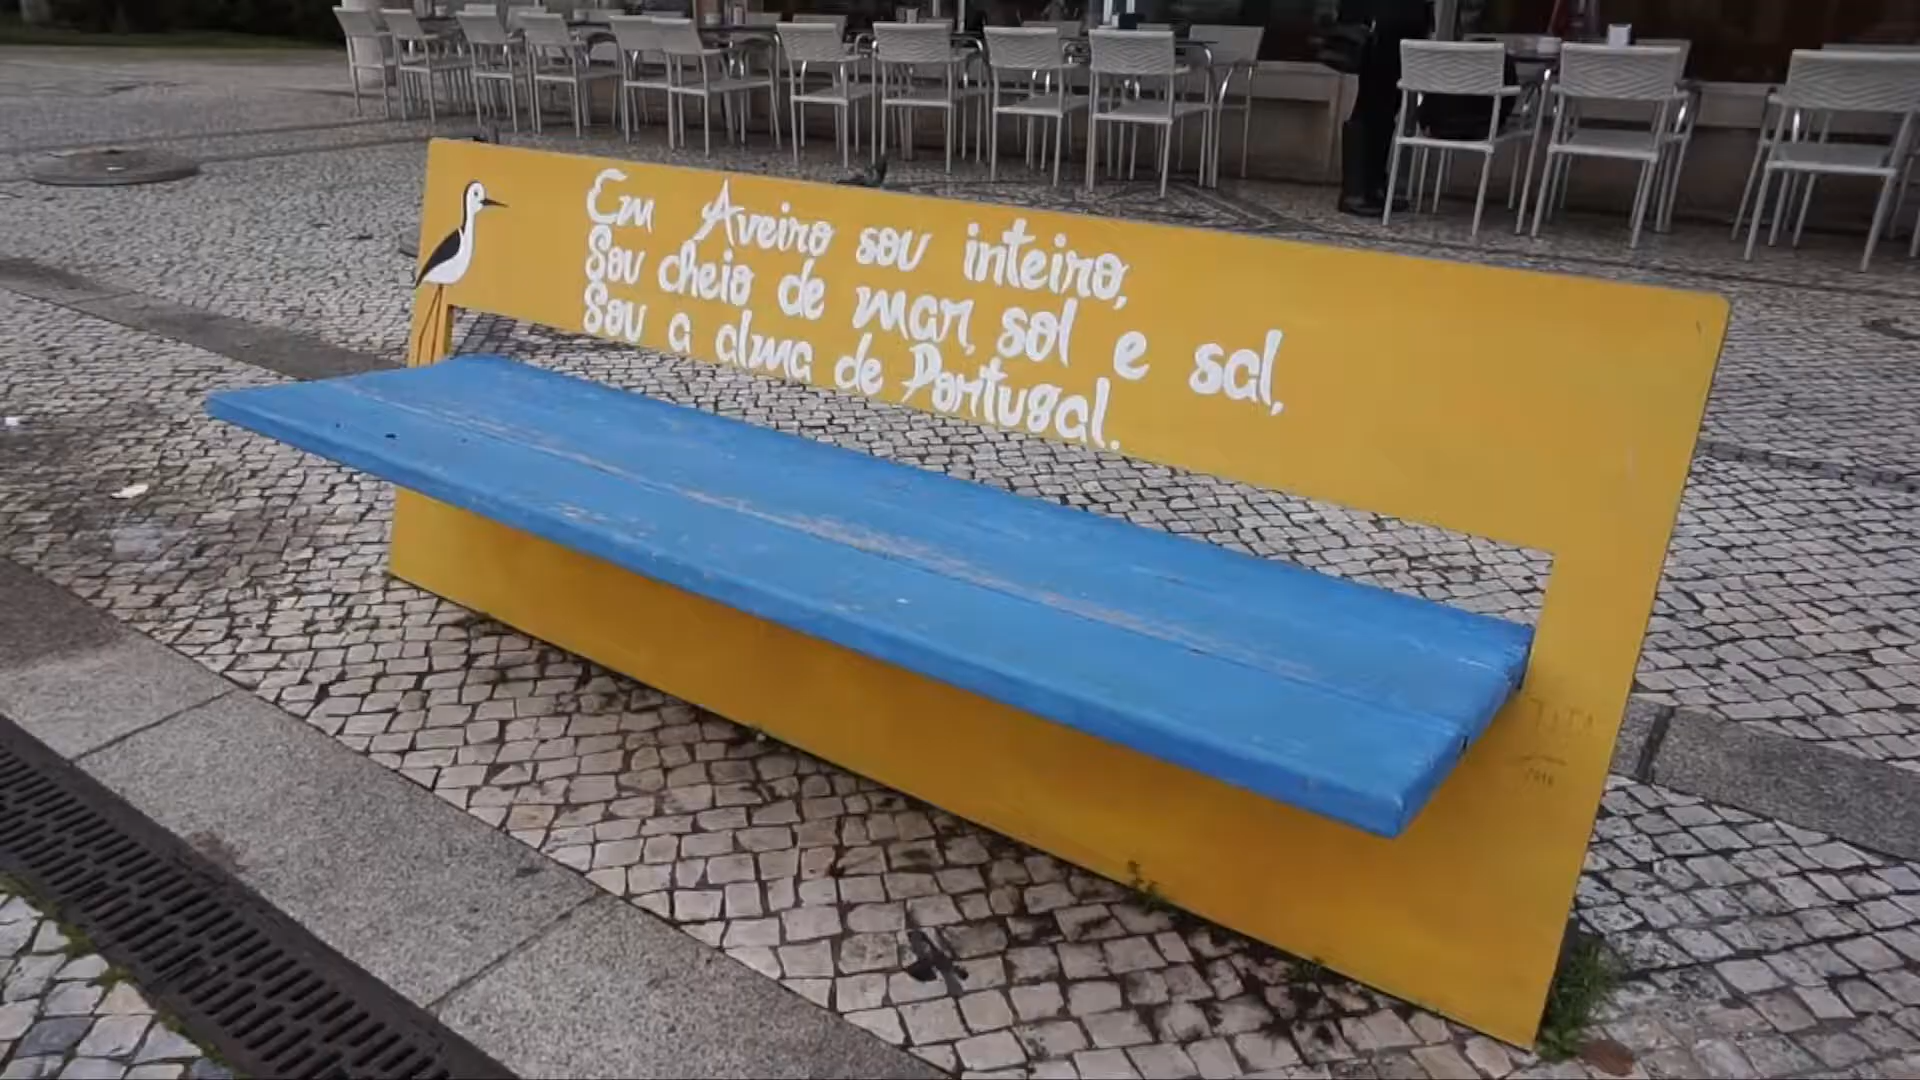 Em Aveiro sou inteiro,
Sou cheio de mar, sol e sal,
Sou a alma de Portugal.